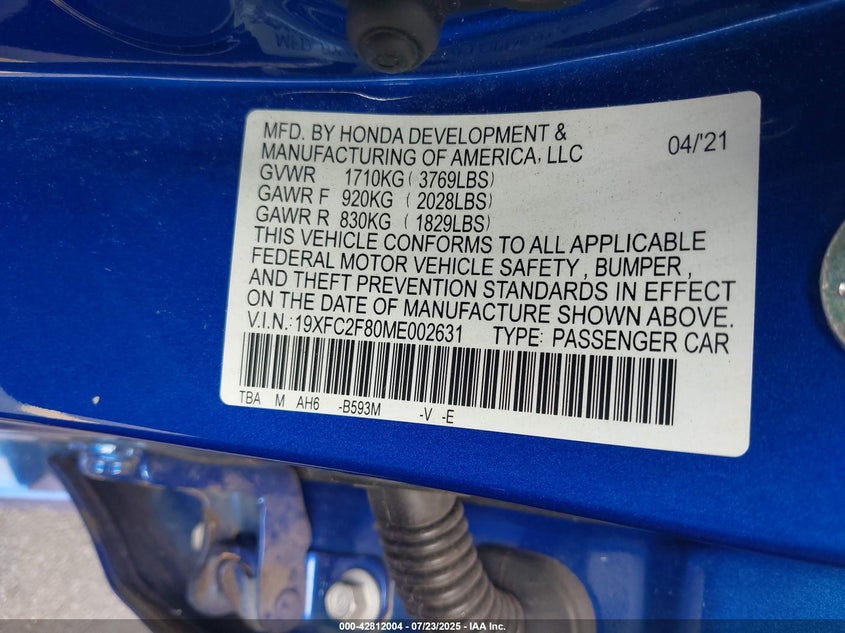 MFD. BY HONDA DEVELOPMENT &
MANUFACTURING OF AMERICA, LLC 04/'21
GVWR 1710KG ( 3769LBS)
GAWR F 920KG ( 2028LBS)
GAWR R 830KG ( 1829LBS)
THIS VEHICLE CONFORMS TO ALL APPLICABLE
FEDERAL MOTOR VEHICLE SAFETY , BUMPER ,
AND THEFT PREVENTION STANDARDS IN EFFECT
ON THE DATE OF MANUFACTURE SHOWN ABOVE.
V.I.N.:19XFC2F80ME002631 TYPE: PASSENGER CAR
TBA M AH6 -B593M -V -E
000-42812004 - 07/23/2025 - IAA Inc.